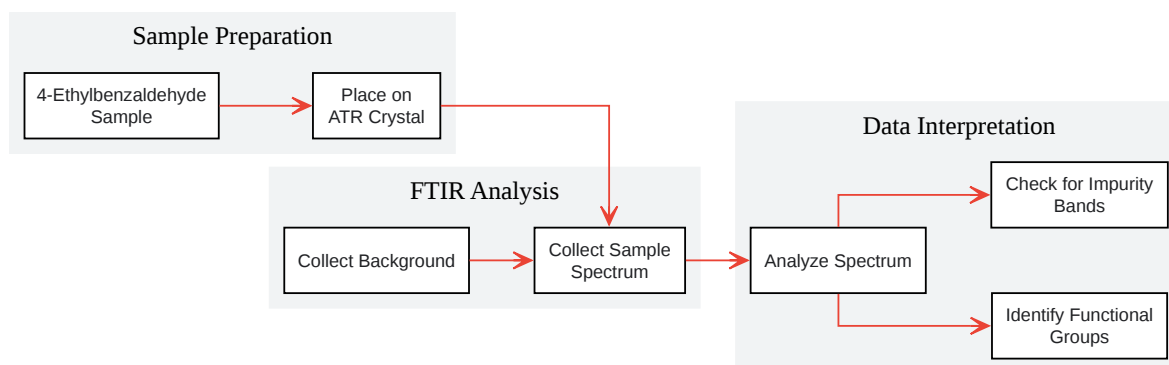 Sample Preparation
4-Ethylbenzaldehyde
Sample
Place on
ATR Crystal
FTIR Analysis
Collect Background
Collect Sample
Spectrum
Data Interpretation
Analyze Spectrum
Check for Impurity
Bands
Identify Functional
Groups